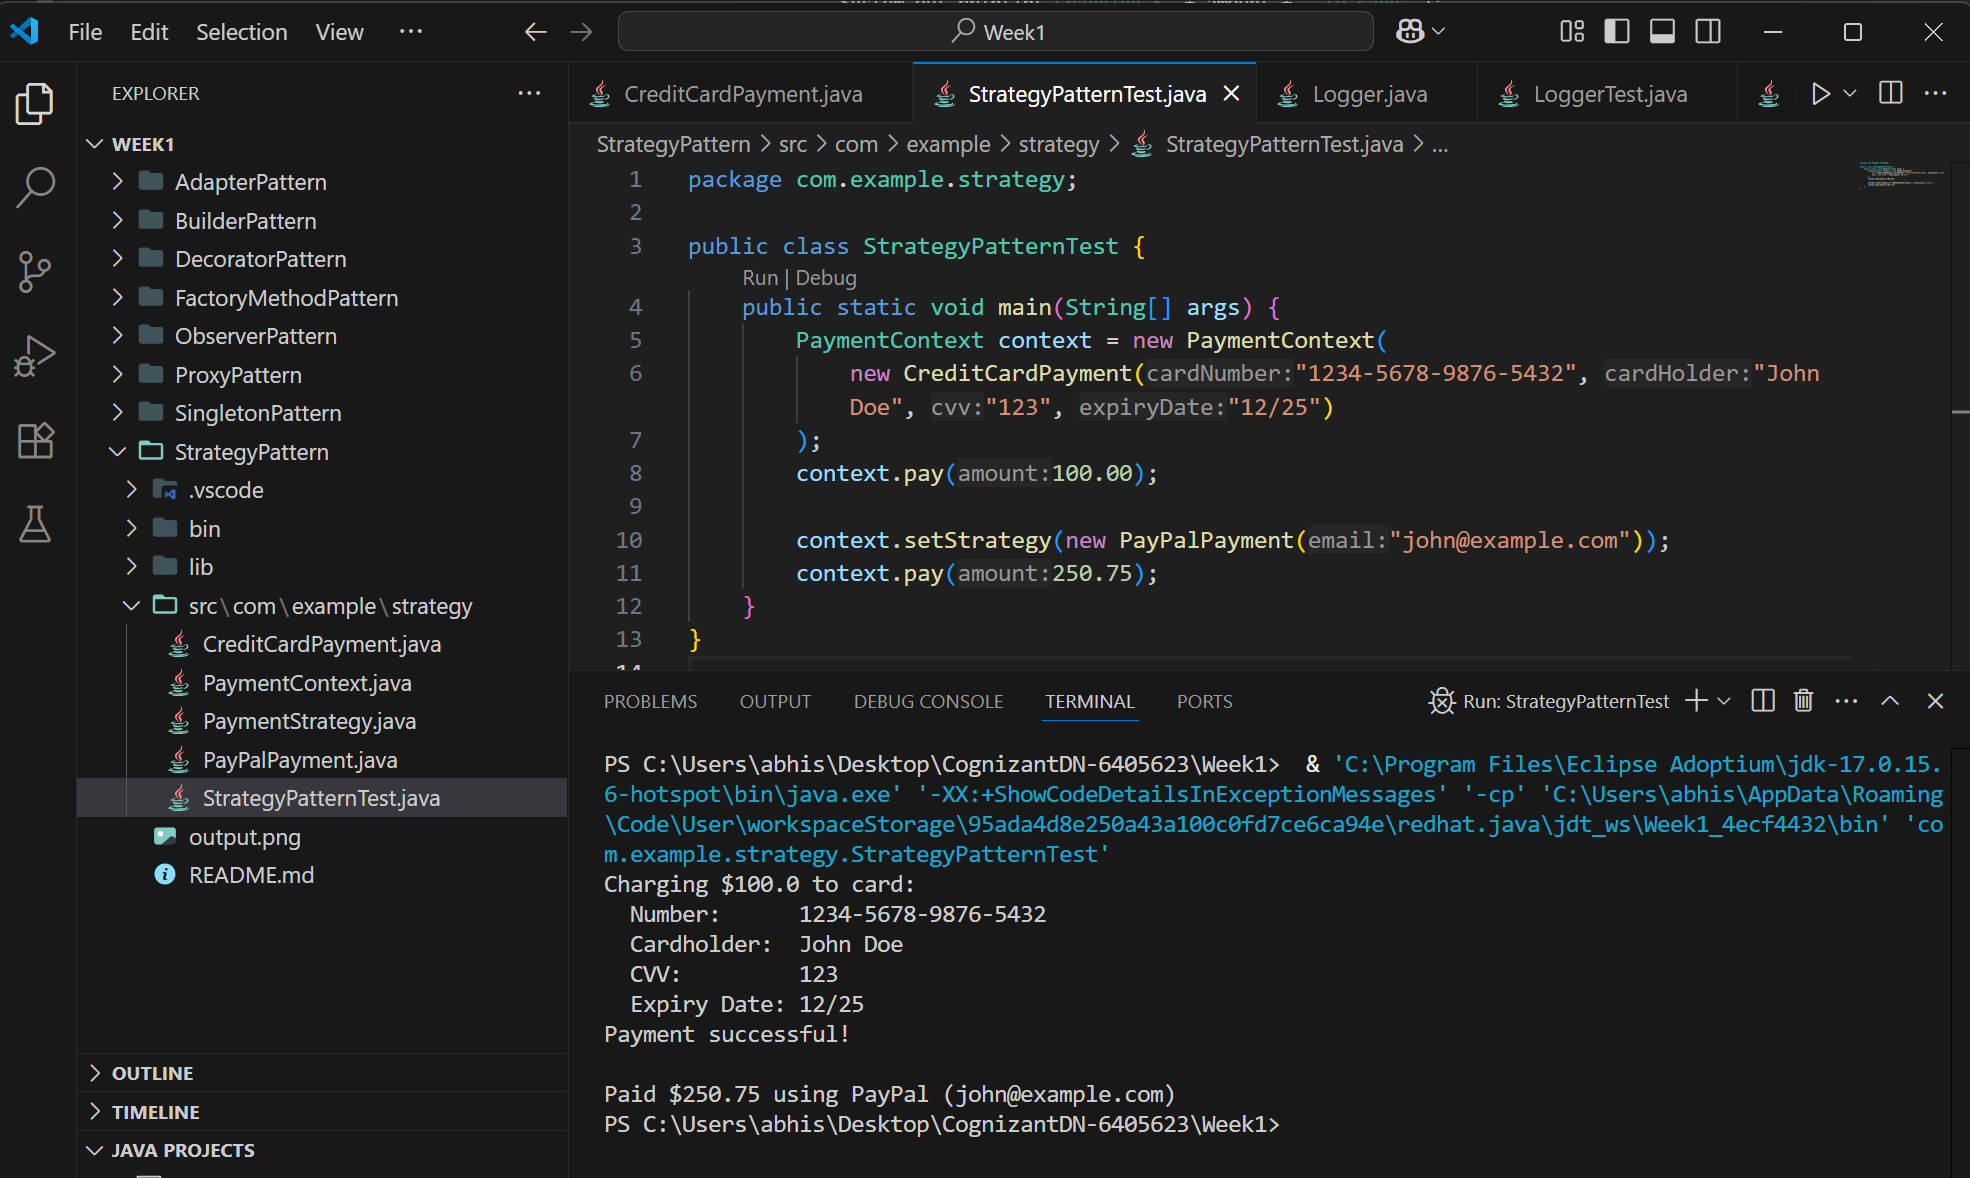 File Edit Selection View ··· Week1
EXPLORER ···
WEEK1
AdapterPattern
BuilderPattern
DecoratorPattern
FactoryMethodPattern
ObserverPattern
ProxyPattern
SingletonPattern
StrategyPattern
.vscode
bin
lib
src\com\example\strategy
CreditCardPayment.java
PaymentContext.java
PaymentStrategy.java
PayPalPayment.java
StrategyPatternTest.java
output.png
README.md
OUTLINE
TIMELINE
JAVA PROJECTS
CreditCardPayment.java StrategyPatternTest.java Logger.java LoggerTest.java
StrategyPattern > src > com > example > strategy > StrategyPatternTest.java > ...
1 package com.example.strategy;
2
3 public class StrategyPatternTest {
Run | Debug
4 public static void main(String[] args) {
5 PaymentContext context = new PaymentContext(
6 new CreditCardPayment(cardNumber:"1234-5678-9876-5432", cardHolder:"John
Doe", cvv:"123", expiryDate:"12/25")
7 );
8 context.pay(amount:100.00);
9
10 context.setStrategy(new PayPalPayment(email:"john@example.com"));
11 context.pay(amount:250.75);
12 }
13 }
14
PROBLEMS OUTPUT DEBUG CONSOLE TERMINAL PORTS Run: StrategyPatternTest
PS C:\Users\abhis\Desktop\CognizantDN-6405623\Week1> & 'C:\Program Files\Eclipse Adoptium\jdk-17.0.15.
6-hotspot\bin\java.exe' '-XX:+ShowCodeDetailsInExceptionMessages' '-cp' 'C:\Users\abhis\AppData\Roaming
\Code\User\workspaceStorage\95ada4d8e250a43a100c0fd7ce6ca94e\redhat.java\jdt_ws\Week1_4ecf4432\bin' 'co
m.example.strategy.StrategyPatternTest'
Charging $100.0 to card:
Number: 1234-5678-9876-5432
Cardholder: John Doe
CVV: 123
Expiry Date: 12/25
Payment successful!
Paid $250.75 using PayPal (john@example.com)
PS C:\Users\abhis\Desktop\CognizantDN-6405623\Week1>